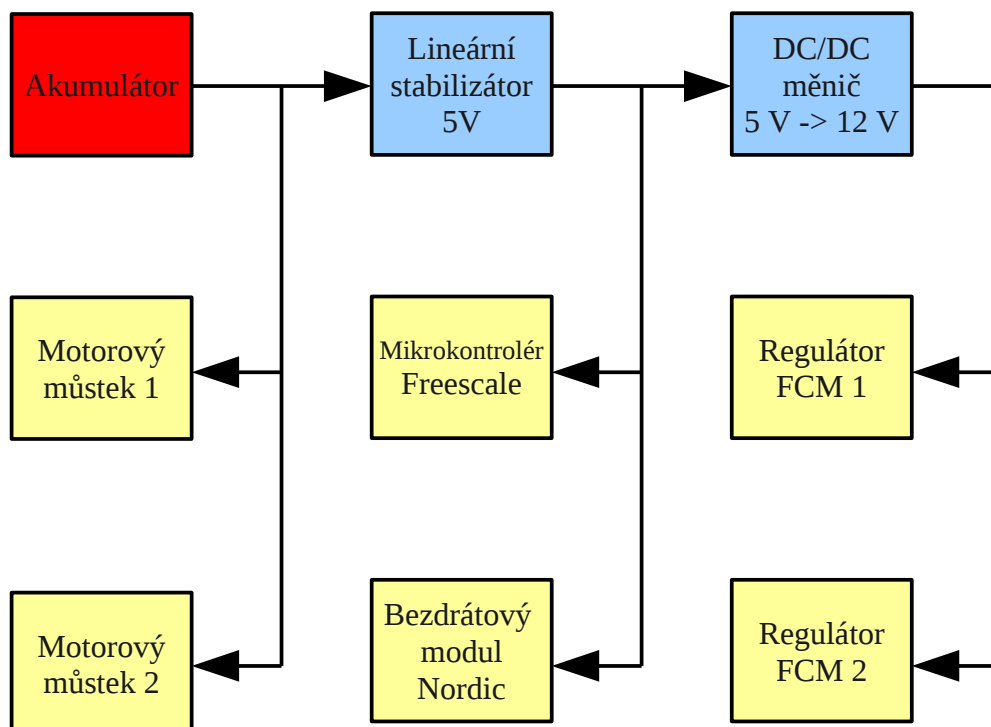 Akumulátor
Lineární
stabilizátor
5V
DC/DC
měnič
5 V -> 12 V
Motorový
můstek 1
Mikrokontrolér
Freescale
Regulátor
FCM 1
Motorový
můstek 2
Bezdrátový
modul
Nordic
Regulátor
FCM 2